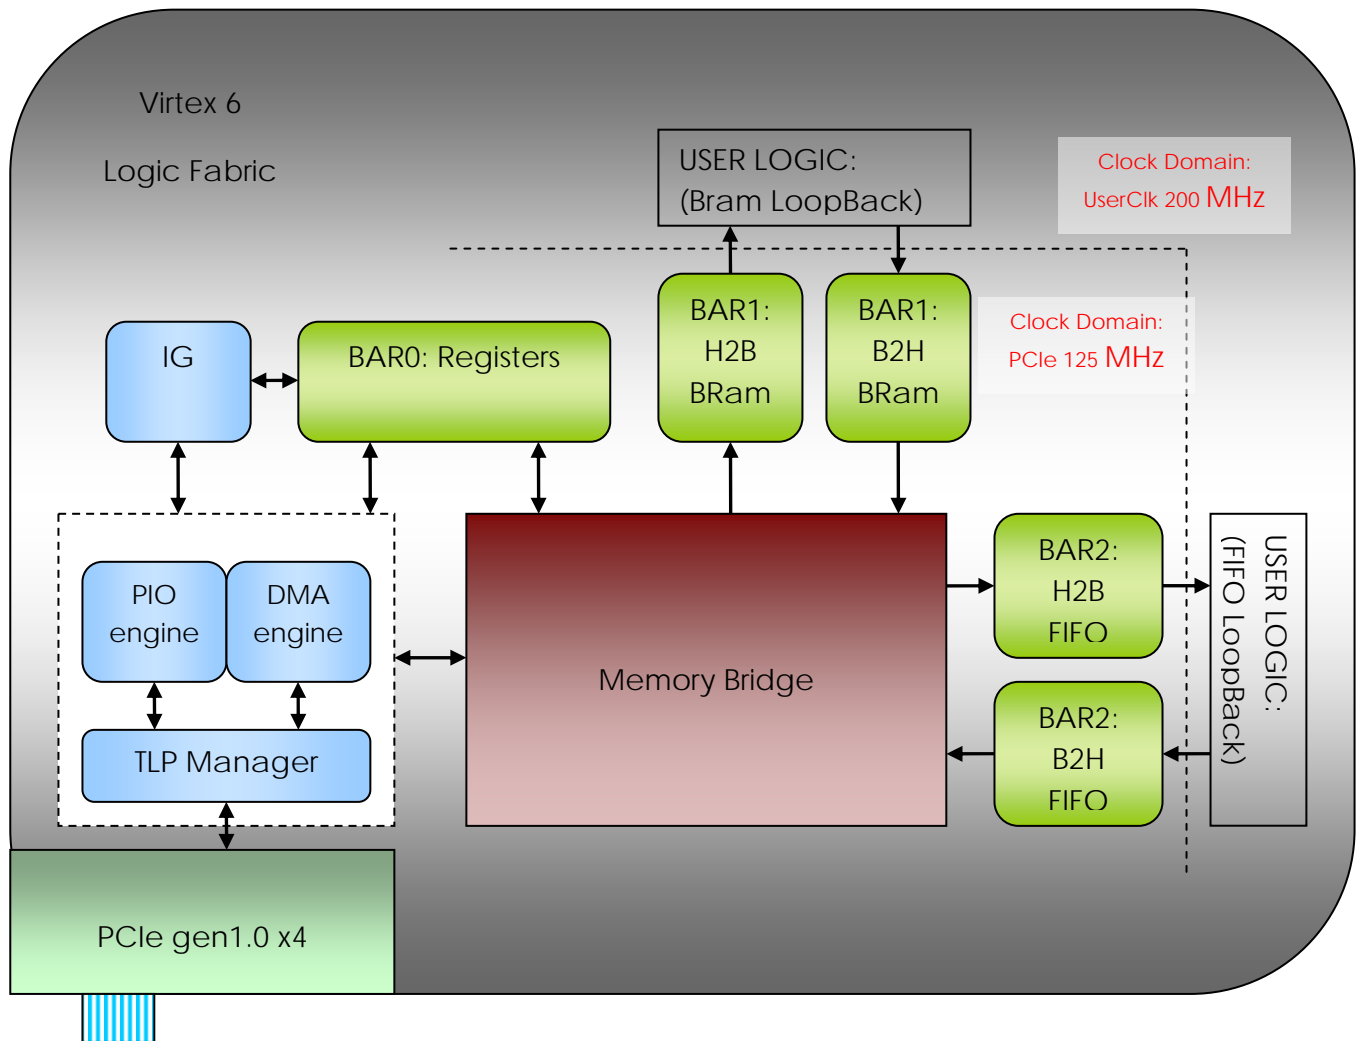 Virtex 6
Logic Fabric
USER LOGIC:
(Bram LoopBack)
Clock Domain:
UserClk 200 MHz
IG
BAR0: Registers
BAR1:
H2B
BRam
BAR1:
B2H
BRam
Clock Domain:
PCIe 125 MHz
PIO
engine
DMA
engine
TLP Manager
Memory Bridge
BAR2:
H2B
FIFO
BAR2:
B2H
FIFO
USER LOGIC:
(FIFO LoopBack)
PCIe gen1.0 x4